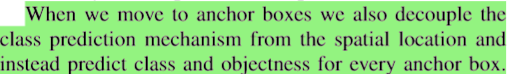 When we move to anchor boxes we also decouple the
class prediction mechanism from the spatial location and
instead predict class and objectness for every anchor box.